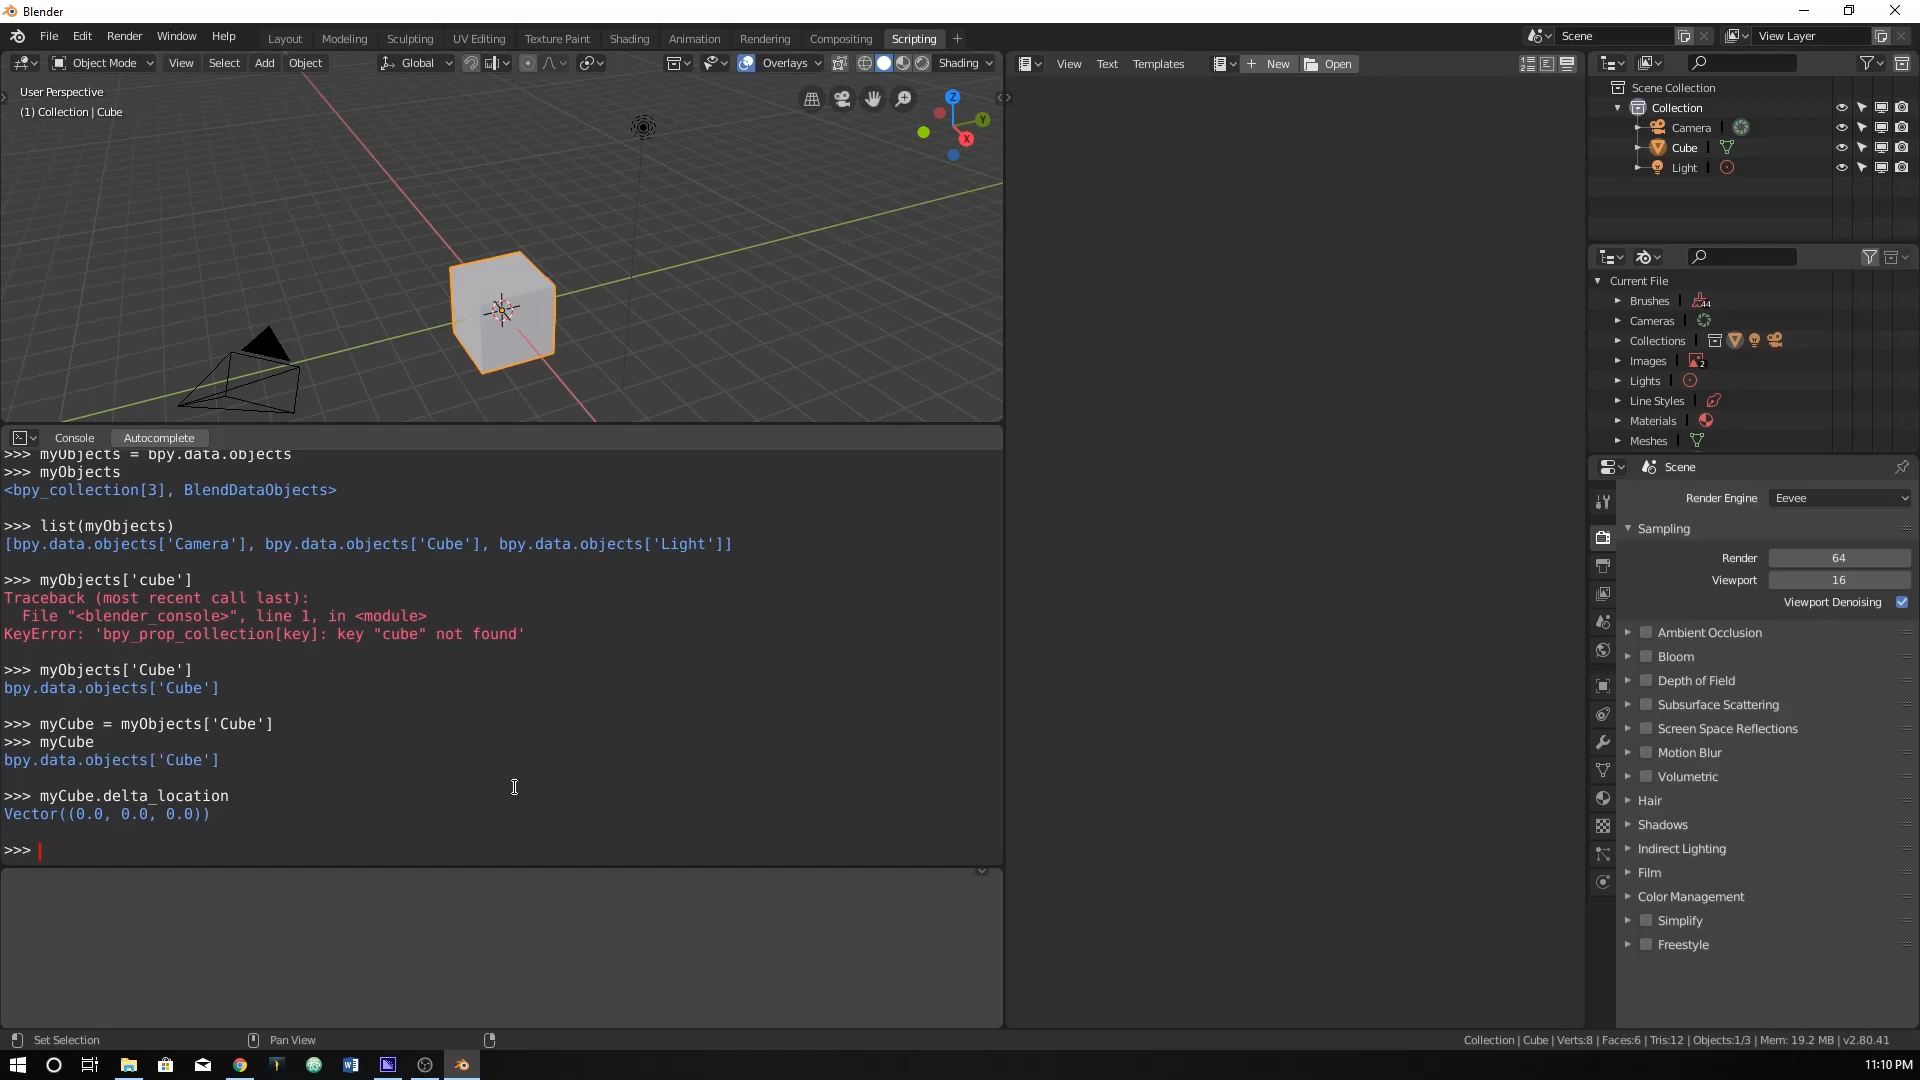 Blender
File Edit Render Window Help Layout Modeling Sculpting UV Editing Texture Paint Shading Animation Rendering Compositing Scripting + Scene View Layer
Object Mode View Select Add Object Global Overlays Shading
View Text Templates + New Open
User Perspective
(1) Collection | Cube
Z
Y
X
Console Autocomplete
>>> myObjects = bpy.data.objects
>>> myObjects
<bpy_collection[3], BlendDataObjects>
>>> list(myObjects)
[bpy.data.objects['Camera'], bpy.data.objects['Cube'], bpy.data.objects['Light']]
>>> myObjects['cube']
Traceback (most recent call last):
File "<blender_console>", line 1, in <module>
KeyError: 'bpy_prop_collection[key]: key "cube" not found'
>>> myObjects['Cube']
bpy.data.objects['Cube']
>>> myCube = myObjects['Cube']
>>> myCube
bpy.data.objects['Cube']
>>> myCube.delta_location
Vector((0.0, 0.0, 0.0))
>>>
Scene Collection
Collection
Camera
Cube
Light
Current File
Brushes 44
Cameras
Collections
Images 2
Lights
Line Styles
Materials
Meshes
Scene
Render Engine Eevee
Sampling
Render 64
Viewport 16
Viewport Denoising
Ambient Occlusion
Bloom
Depth of Field
Subsurface Scattering
Screen Space Reflections
Motion Blur
Volumetric
Hair
Shadows
Indirect Lighting
Film
Color Management
Simplify
Freestyle
Set Selection Pan View Collection | Cube | Verts:8 | Faces:6 | Tris:12 | Objects:1/3 | Mem: 19.2 MB | v2.80.41
11:10 PM